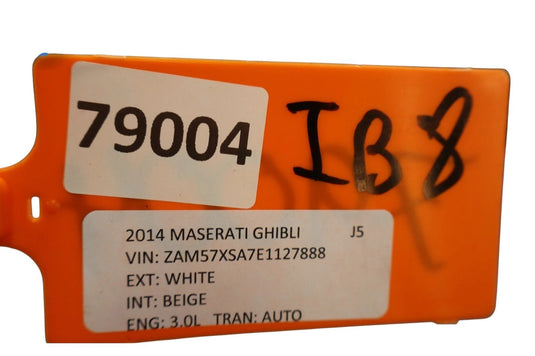 79004
IB8
2014 MASERATI GHIBLI J5
VIN: ZAM57XSA7E1127888
EXT: WHITE
INT: BEIGE
ENG: 3.0L TRAN: AUTO